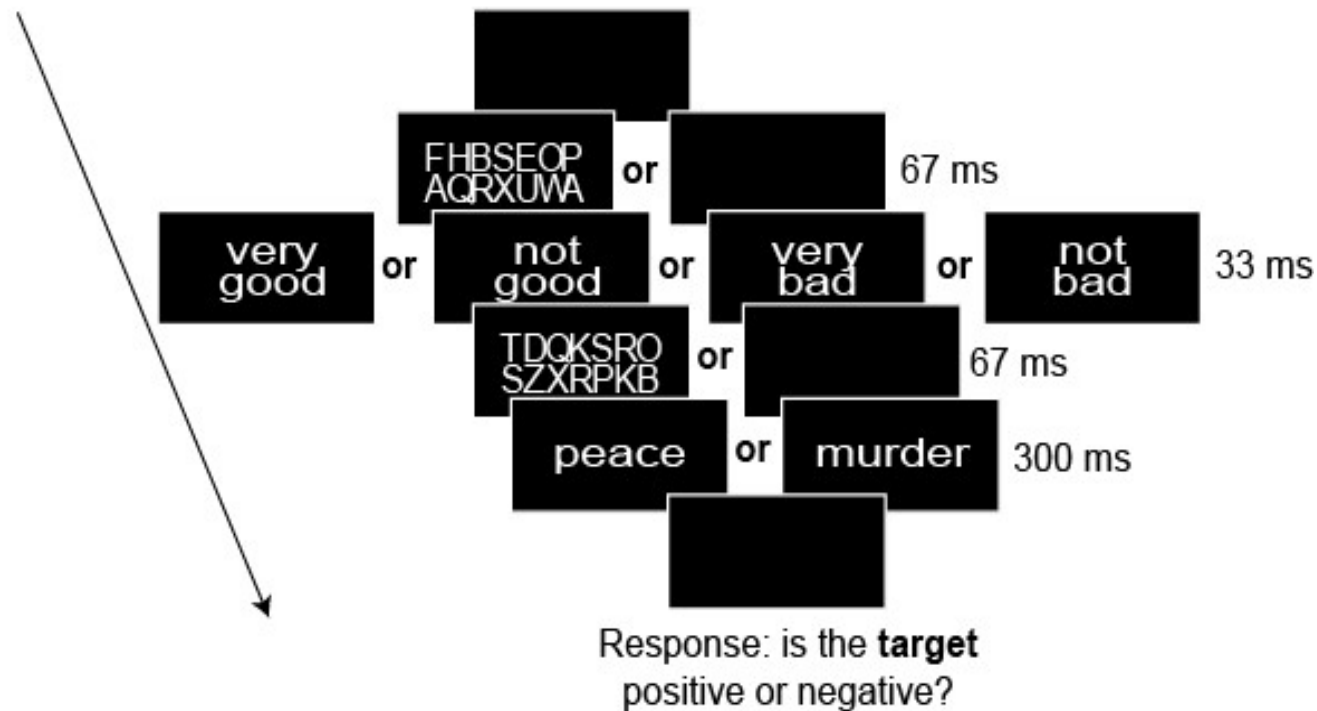 FHBSEOP
AQRXUWA
or
67 ms
very
good
or
not
good
or
very
bad
or
not
bad
33 ms
TDQKSRO
SZXRPKB
or
67 ms
peace
or
murder
300 ms
Response: is the target
positive or negative?